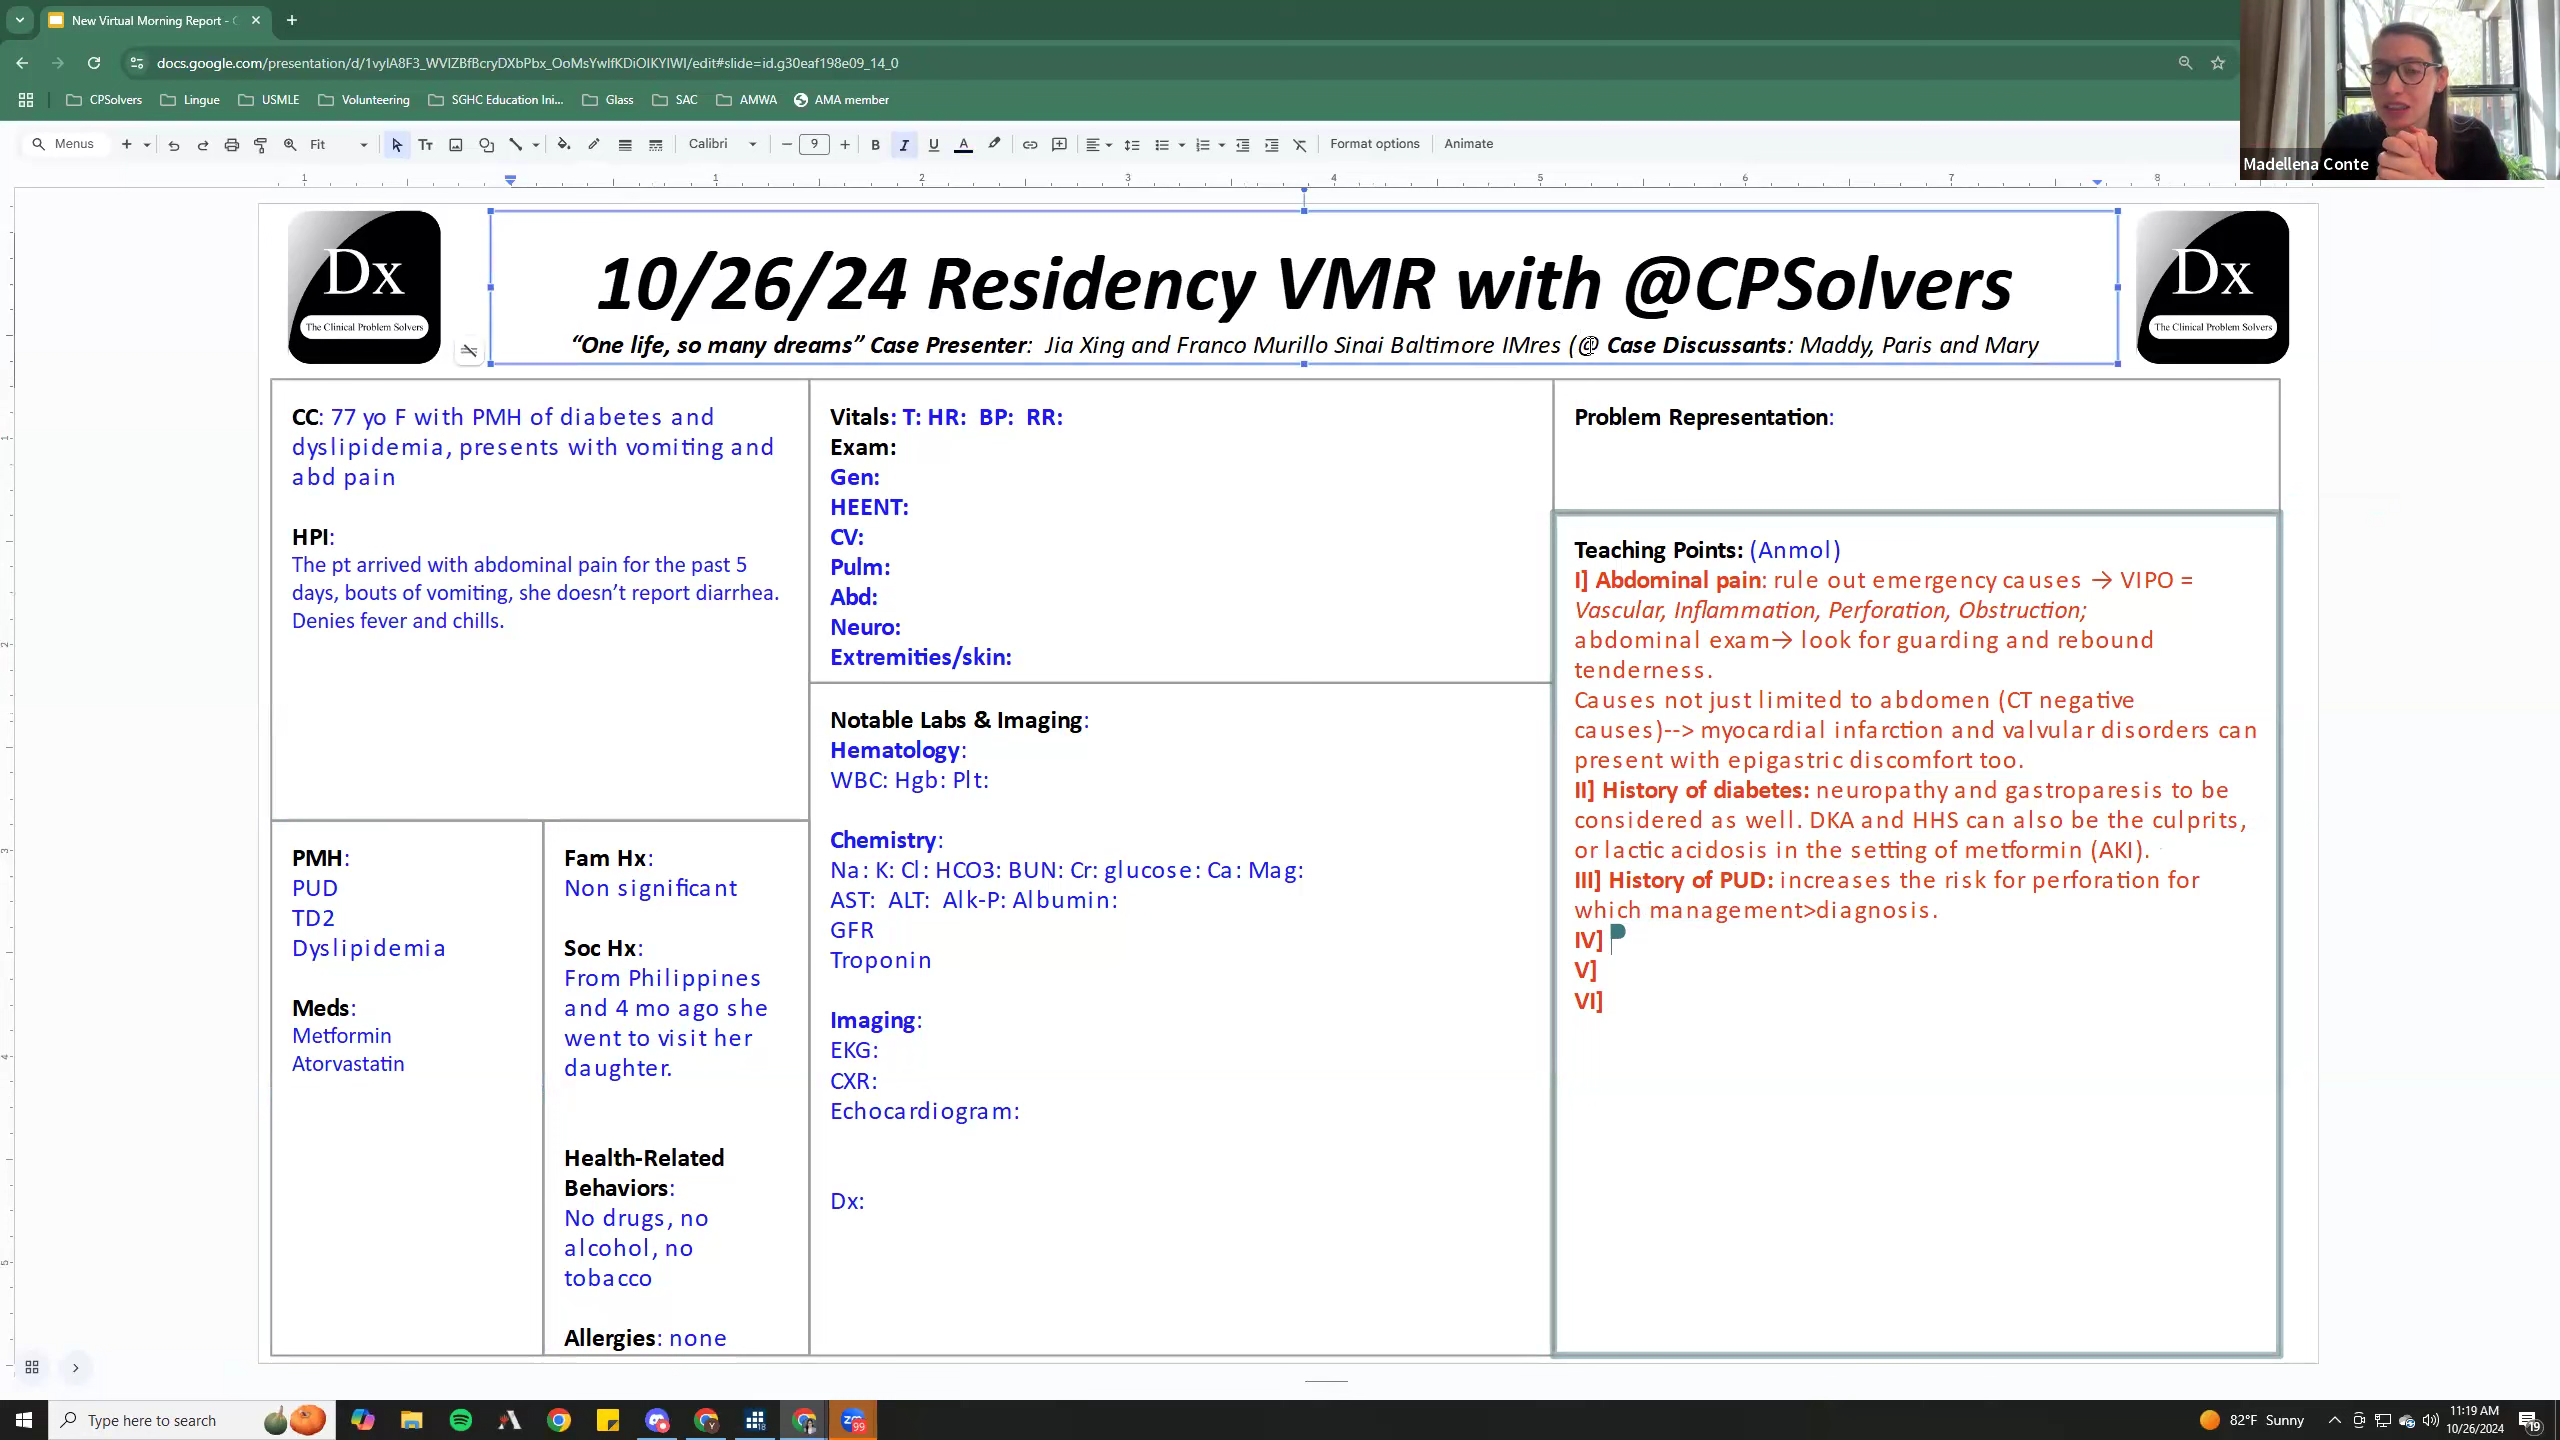 New Virtual Morning Report - C
docs.google.com/presentation/d/1vylA8F3_WVIZBfBcryDXbPbx_OoMsYwlfKDiOIKYIWI/edit#slide=id.g30eaf198e09_14_0
CPSolvers Lingue USMLE Volunteering SGHC Education Ini... Glass SAC AMWA AMA member
Menus Fit Calibri 9 B I U A Format options Animate
Madellena Conte
1 1 2 3 4 5 6 7 8
Dx
The Clinical Problem Solvers
10/26/24 Residency VMR with @CPSolvers
“One life, so many dreams” Case Presenter: Jia Xing and Franco Murillo Sinai Baltimore IMres (@ Case Discussants: Maddy, Paris and Mary
Dx
The Clinical Problem Solvers
CC: 77 yo F with PMH of diabetes and
dyslipidemia, presents with vomiting and
abd pain
HPI:
The pt arrived with abdominal pain for the past 5
days, bouts of vomiting, she doesn’t report diarrhea.
Denies fever and chills.
PMH:
PUD
TD2
Dyslipidemia
Meds:
Metformin
Atorvastatin
Fam Hx:
Non significant
Soc Hx:
From Philippines
and 4 mo ago she
went to visit her
daughter.
Health-Related
Behaviors:
No drugs, no
alcohol, no
tobacco
Allergies: none
Vitals: T: HR: BP: RR:
Exam:
Gen:
HEENT:
CV:
Pulm:
Abd:
Neuro:
Extremities/skin:
Notable Labs & Imaging:
Hematology:
WBC: Hgb: Plt:
Chemistry:
Na: K: Cl: HCO3: BUN: Cr: glucose: Ca: Mag:
AST: ALT: Alk-P: Albumin:
GFR
Troponin
Imaging:
EKG:
CXR:
Echocardiogram:
Dx:
Problem Representation:
Teaching Points: (Anmol)
I] Abdominal pain: rule out emergency causes → VIPO =
Vascular, Inflammation, Perforation, Obstruction;
abdominal exam→ look for guarding and rebound
tenderness.
Causes not just limited to abdomen (CT negative
causes)--> myocardial infarction and valvular disorders can
present with epigastric discomfort too.
II] History of diabetes: neuropathy and gastroparesis to be
considered as well. DKA and HHS can also be the culprits,
or lactic acidosis in the setting of metformin (AKI).
III] History of PUD: increases the risk for perforation for
which management>diagnosis.
IV]
V]
VI]
Type here to search
82°F Sunny
11:19 AM
10/26/2024